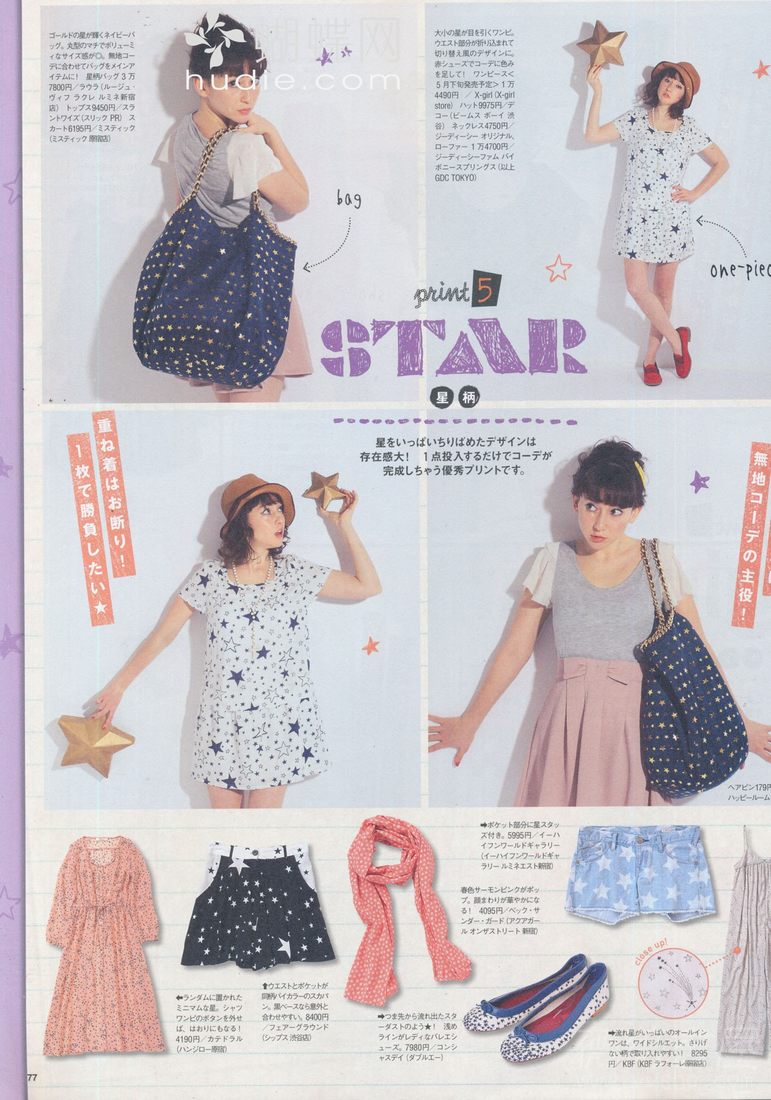 ゴールドの星が輝くネイビーバ
ッグ。丸型のマチでボリューミ
ィなサイズ感が◎。無地コー
デに合わせてバッグをメインア
イテムに! 星柄バッグ3万
7800円/ラウラ(ルージュ・
ヴィフ ラクレ ルミネ新宿
店) トップス9450円/スラ
ントワイズ(スリック PR) ス
カート6195円/ミスティック
(ミスティック 原宿店)
蝴蝶网
hudie.com
bag
大小の星が目を引くワンピ。
ウエスト部分が折り込まれて
切り替え風のデザインに。
赤シューズでコーデに色み
を足して! ワンピース<
5月下旬発売予定>1万
4490円 / X-girl (X-girl
store) ハット9975円/デ
コー(ビームス ボーイ 渋
谷) ネックレス4750円/
ジーディーシー オリジナル、
ローファー1万4700円/
ジーディーシーファム バイ
ポニースプリングス(以上
GDC TOKYO)
one-piec
print 5
STAR
星柄
星をいっぱいちりばめたデザインは
存在感大! 1点投入するだけでコーデが
完成しちゃう優秀プリントです。
重ね着はお断り!
1枚で勝負したい★
無地コーデの主役!
ヘアピン179円
ハッピールーム
←ランダムに置かれた
ミニマムな星。シャツ
ワンピのボタンを外せ
ば、はおりにもなる!
4190円/カテドラル
(ハンジロー原宿)
⬆ウエストとポケットが
同柄バイカラーのスカパ
ン。黒ベースなら意外と
合わせやすい。8400円
/フェアーグラウンド
(シップス 渋谷店)
➡ポケット部分に星スタッ
ズ付き。5995円/イーハ
イフンワールドギャラリー
(イーハイフンワールドギャ
ラリー ルミネエスト新宿)
春色サーモンピンクがポッ
プ。顔まわりが華やかにな
る! 4095円/ベック・サ
ンダー・ガード(アクアガー
ル オンザストリート 新宿)
➡つま先から流れ出たスタ
ーダストのよう★! 浅め
ラインがレディなバレエシ
ューズ。7980円/コンシ
ャスデイ(ダブルエー)
close up!
➡流れ星がいっぱいのオールイン
ワンは、ワイドシルエット。さりげ
ない柄で取り入れやすい! 8295
円/KBF(KBF ラフォーレ原宿店)
77